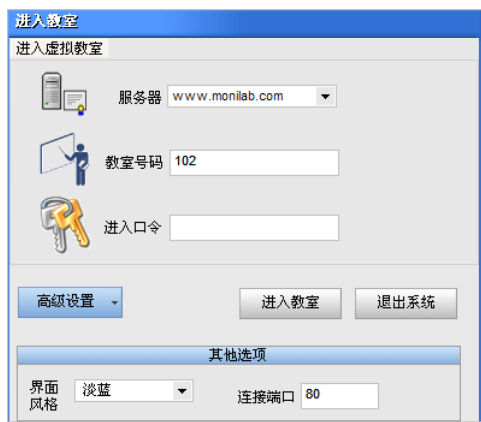 进入教室
进入虚拟教室
服务器 www.monilab.com
教室号码 102
进入口令
高级设置 进入教室 退出系统
其他选项
界面风格 淡蓝 连接端口 80